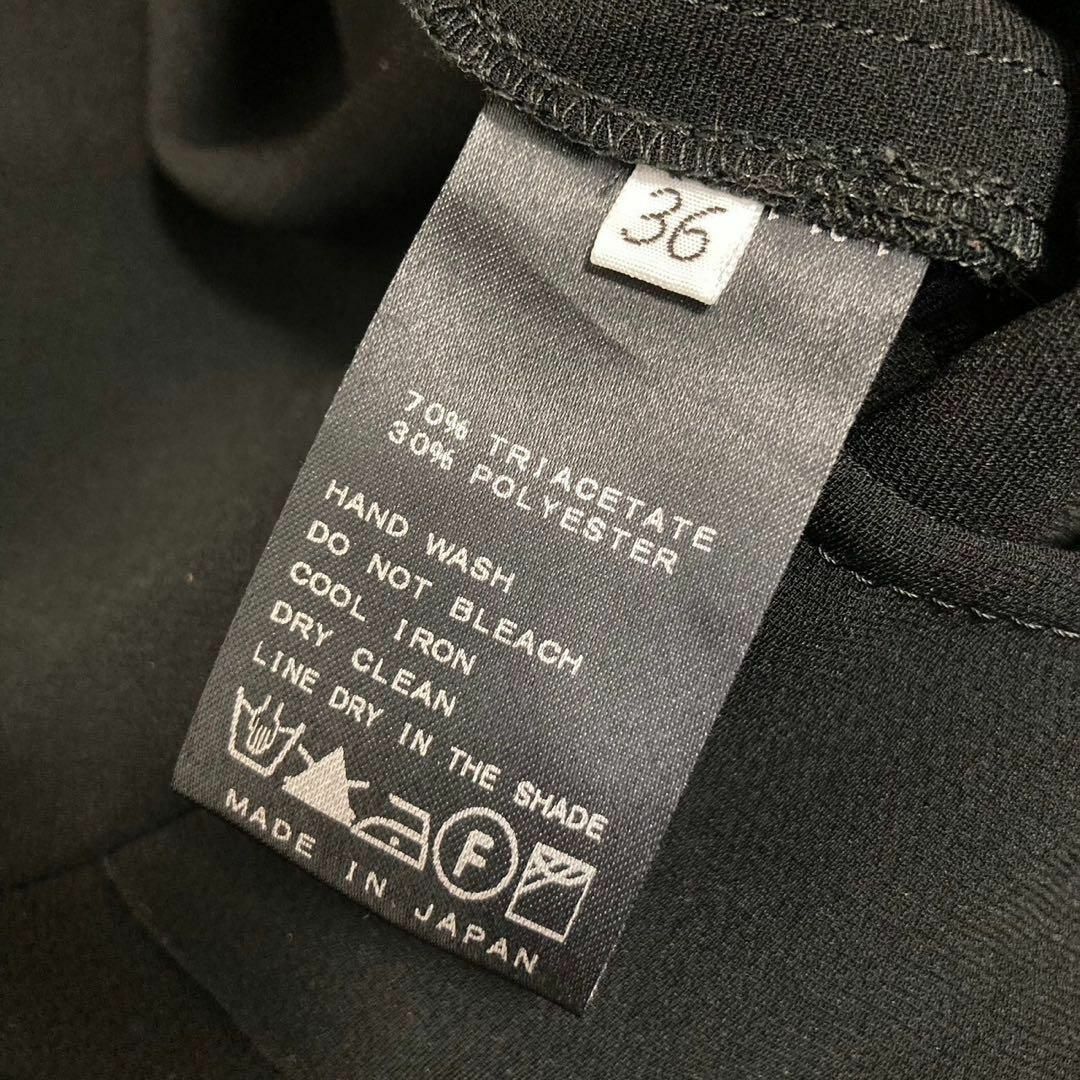 36
70% TRIACETATE
30% POLYESTER
HAND WASH
DO NOT BLEACH
COOL IRON
DRY CLEAN
LINE DRY IN THE SHADE
F
MADE IN JAPAN